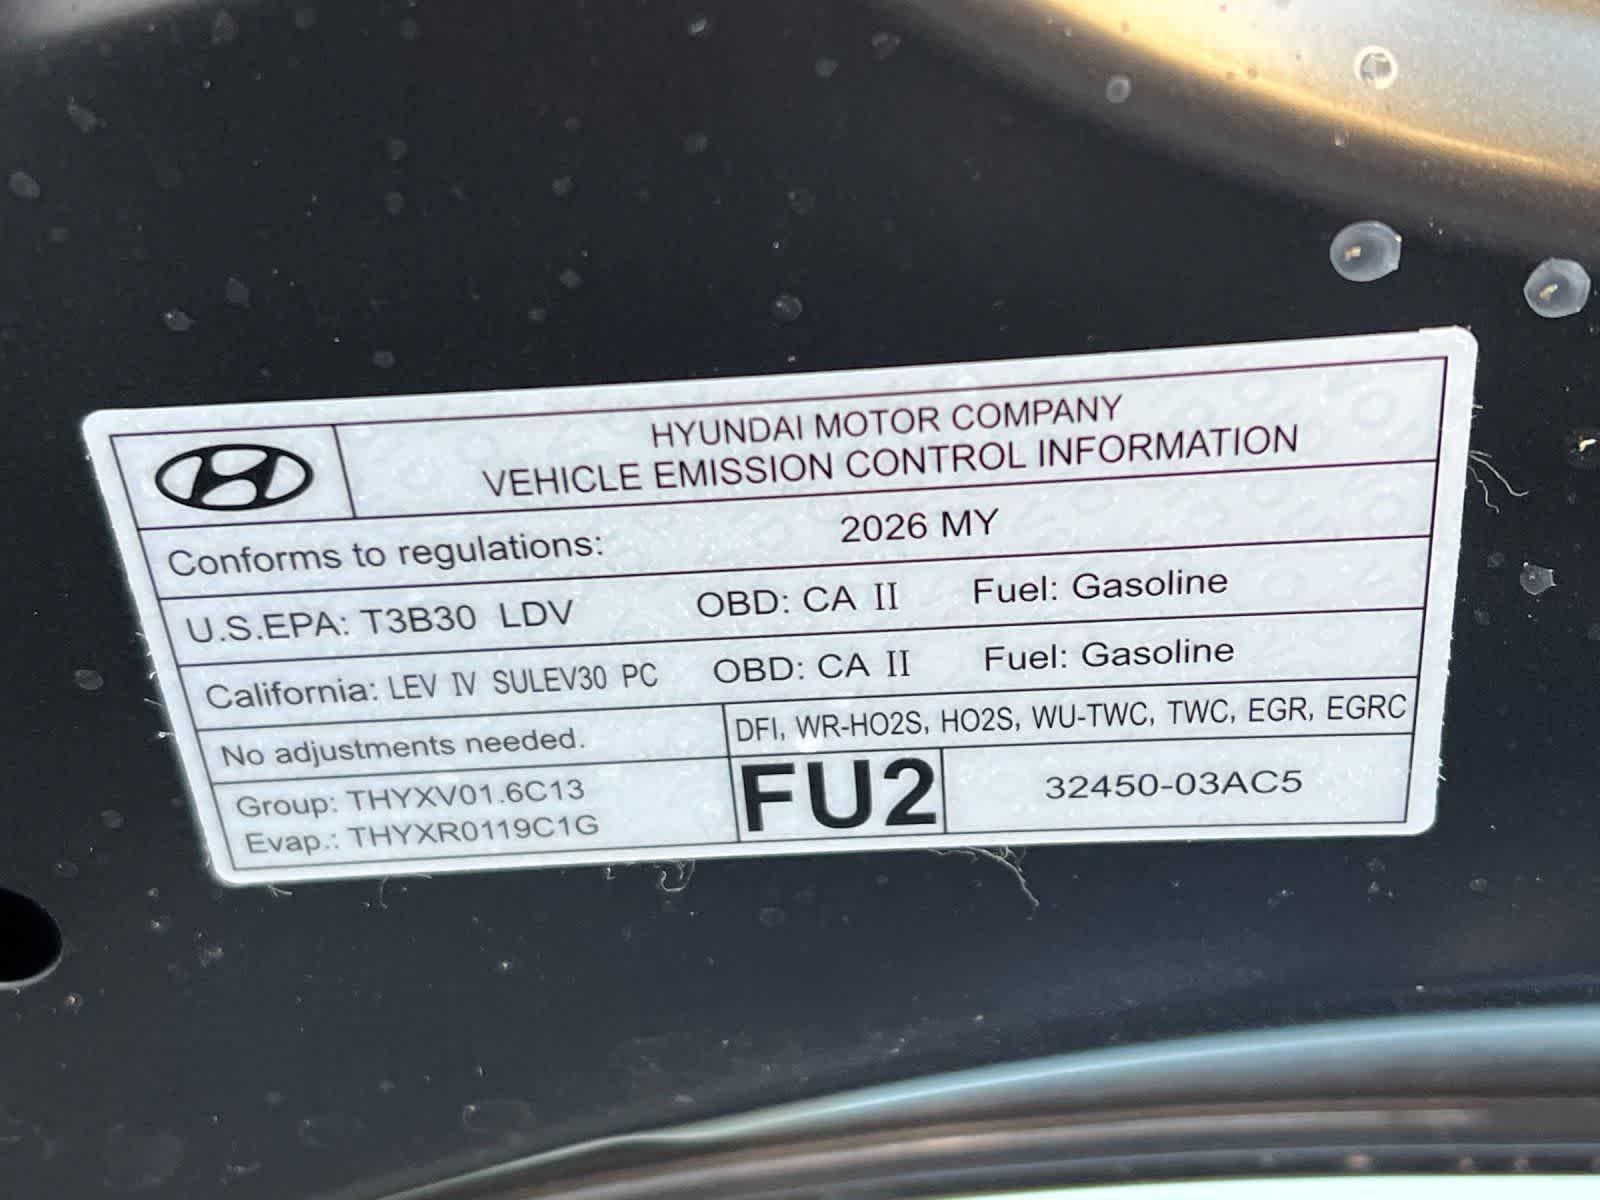 HYUNDAI MOTOR COMPANY
VEHICLE EMISSION CONTROL INFORMATION
Conforms to regulations: 2026 MY
U.S.EPA: T3B30 LDV OBD: CA II Fuel: Gasoline
California: LEV IV SULEV30 PC OBD: CA II Fuel: Gasoline
No adjustments needed. DFI, WR-HO2S, HO2S, WU-TWC, TWC, EGR, EGRC
Group: THYXV01.6C13
Evap.: THYXR0119C1G
FU2 32450-03AC5